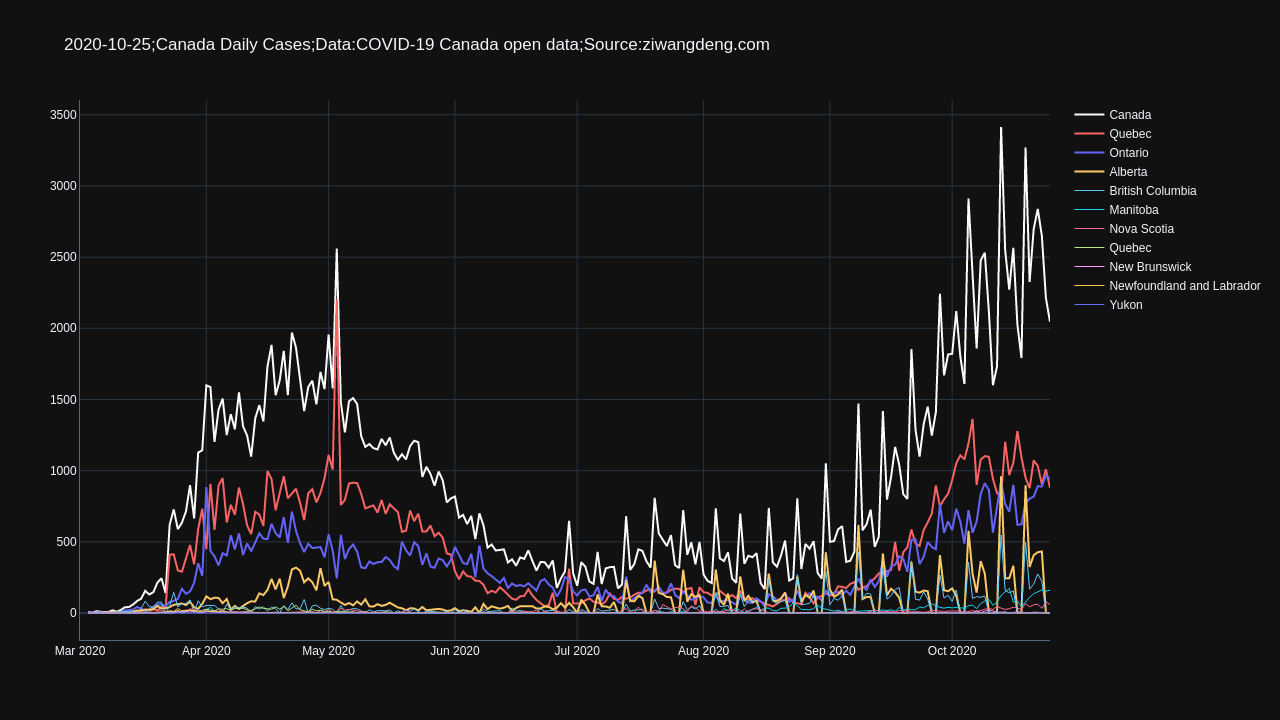 2020-10-25;Canada Daily Cases;Data:COVID-19 Canada open data;Source:ziwangdeng.com
3500
3000
2500
2000
1500
1000
500
0
Mar 2020 Apr 2020 May 2020 Jun 2020 Jul 2020 Aug 2020 Sep 2020 Oct 2020
Canada
Quebec
Ontario
Alberta
British Columbia
Manitoba
Nova Scotia
Quebec
New Brunswick
Newfoundland and Labrador
Yukon